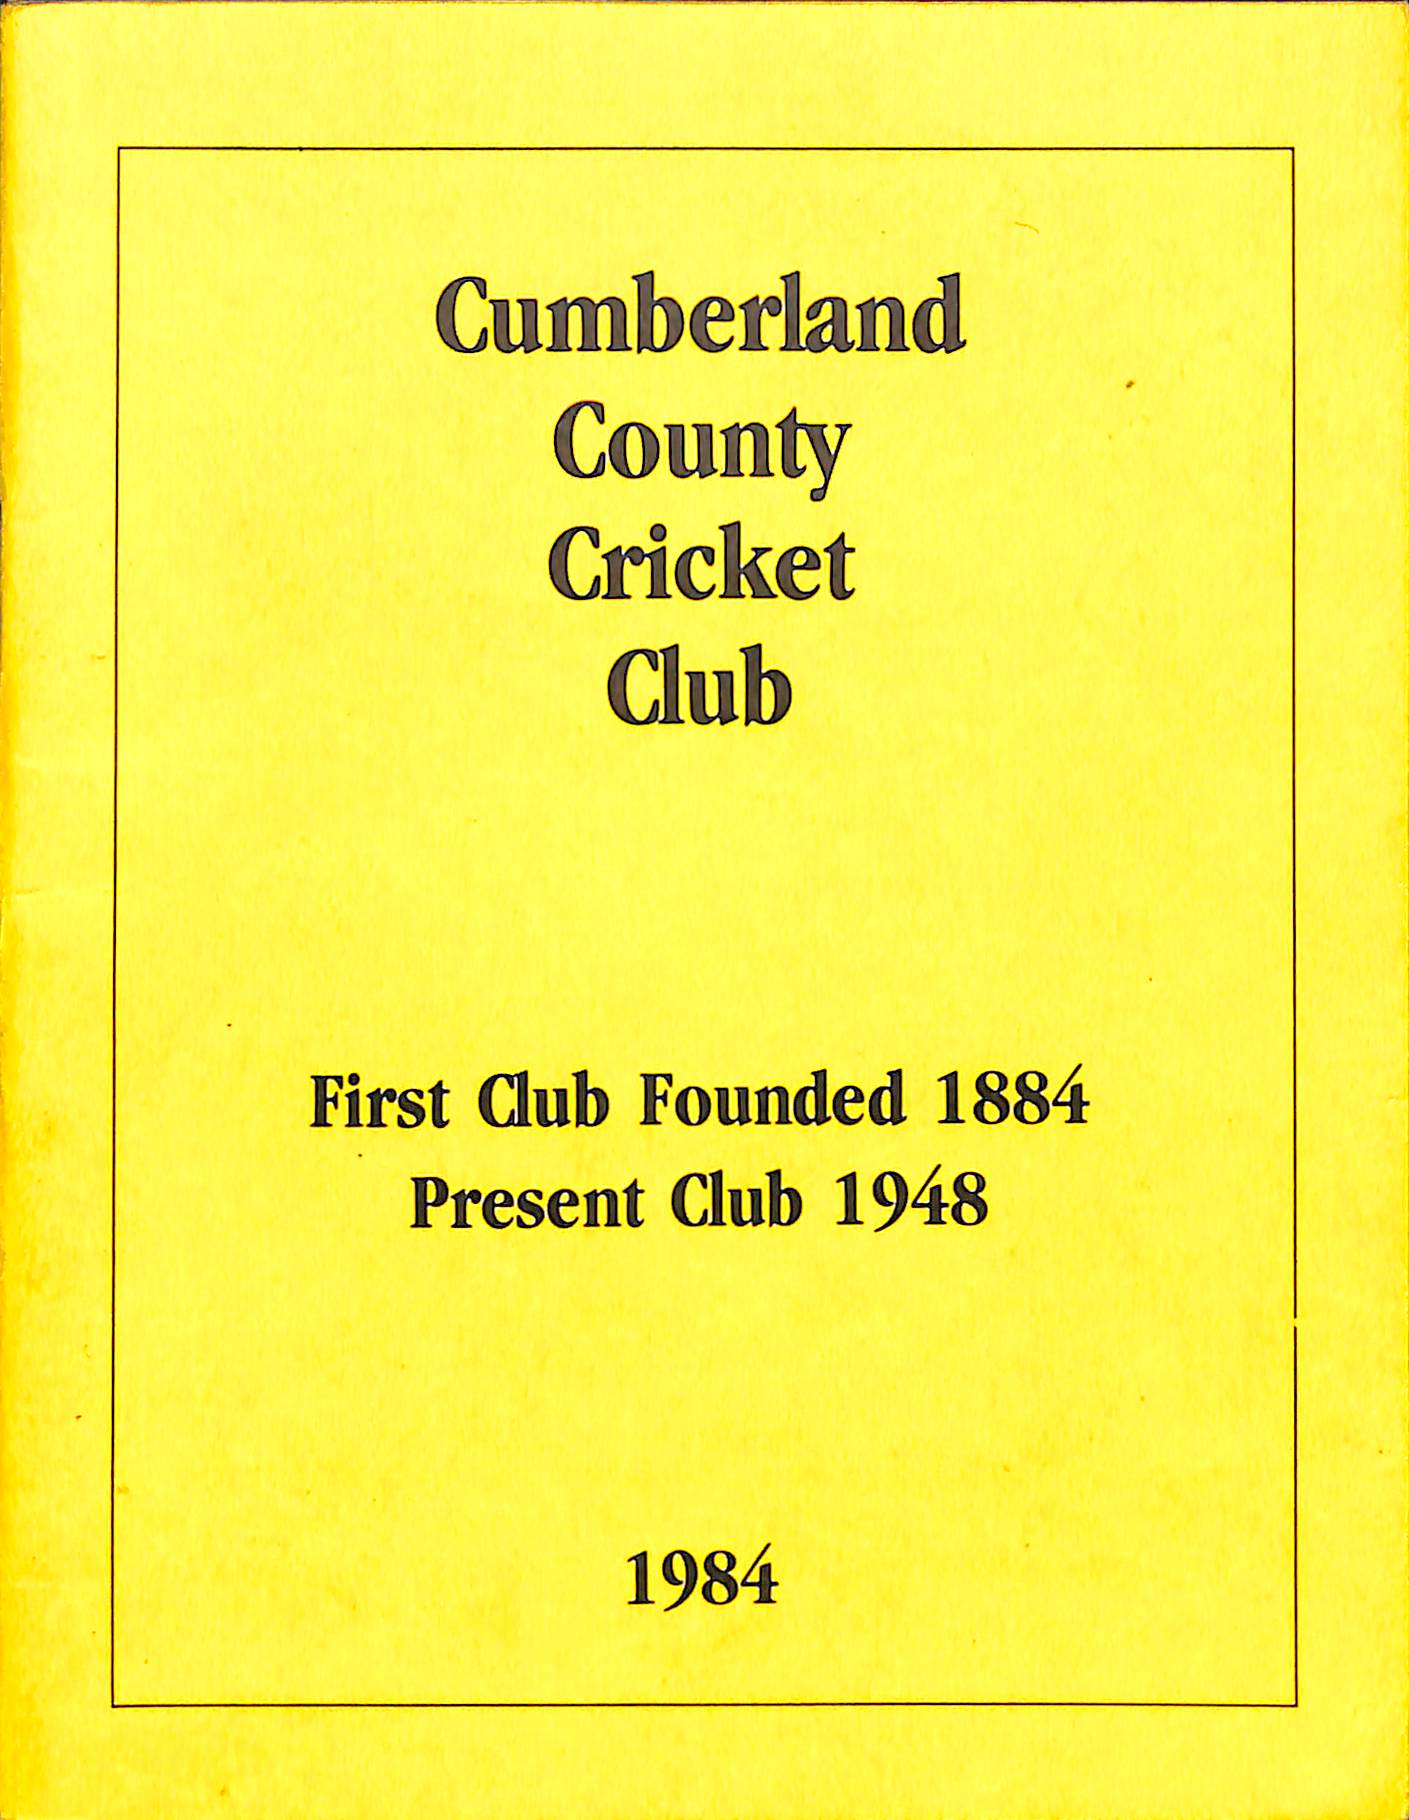 Cumberland
County
Cricket
Club
First Club Founded 1884
Present Club 1948
1984